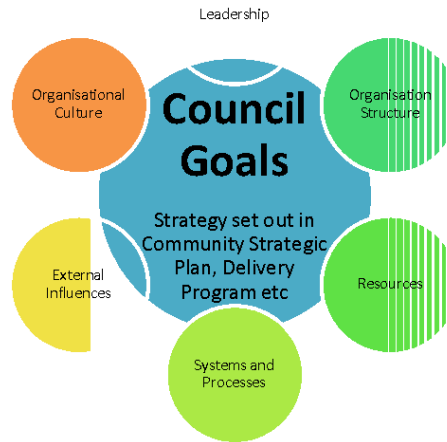 Leadership
Organisational
Culture
Council
Goals
Organisation
Structure
Strategy set out in
Community Strategic
Plan, Delivery
Program etc
External
Influences
Resources
Systems and
Processes